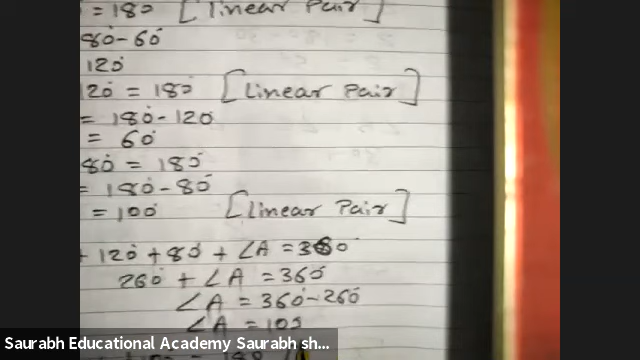 = 180 [linear Pair]
80° - 60°
120°
120° = 180 [Linear Pair]
= 180° - 120
= 60°
80° = 180°
= 180° - 80°
= 100 [Linear Pair]
+ 120° + 80° + ∠A = 360°
260° + ∠A = 360°
∠A = 360° - 260
∠A = 100
Saurabh Educational Academy Saurabh sh...